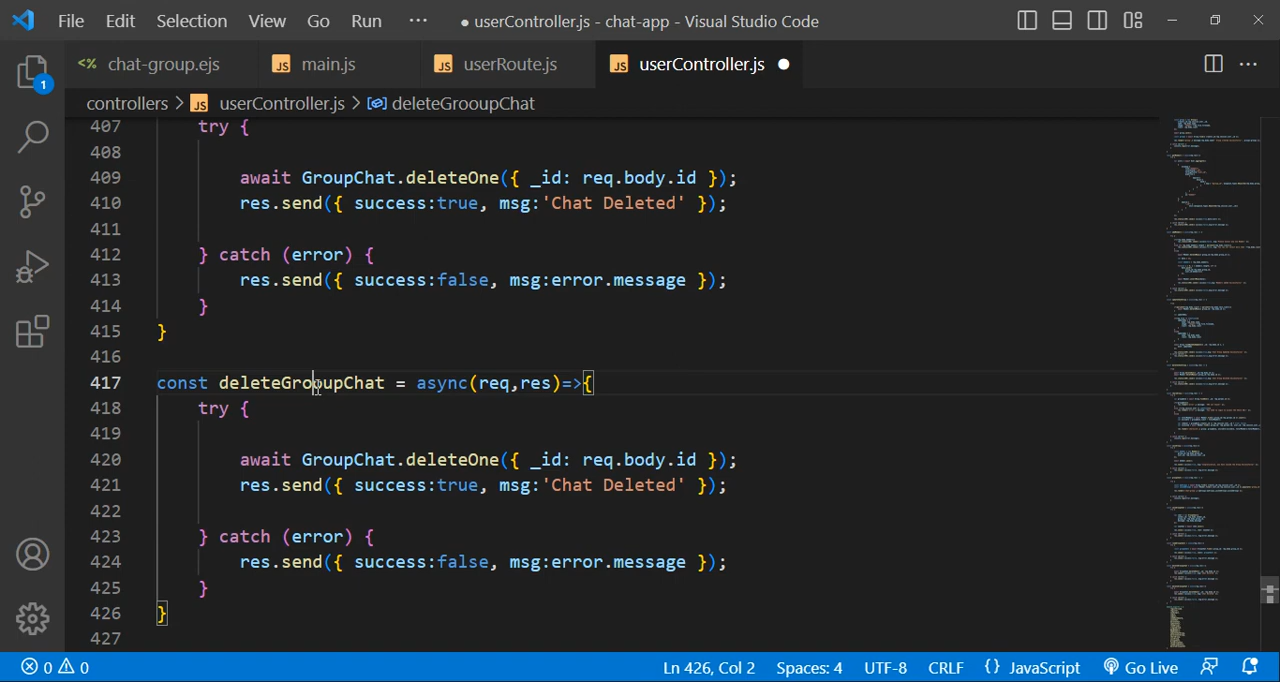 File Edit Selection View Go Run ··· ● userController.js - chat-app - Visual Studio Code
<% chat-group.ejs JS main.js JS userRoute.js JS userController.js ●
1
controllers > JS userController.js > deleteGrooupChat
407 try {
408
409 await GroupChat.deleteOne({ _id: req.body.id });
410 res.send({ success:true, msg:'Chat Deleted' });
411
412 } catch (error) {
413 res.send({ success:false, msg:error.message });
414 }
415 }
416
417 const deleteGrooupChat = async(req,res)=>{
418 try {
419
420 await GroupChat.deleteOne({ _id: req.body.id });
421 res.send({ success:true, msg:'Chat Deleted' });
422
423 } catch (error) {
424 res.send({ success:false, msg:error.message });
425 }
426 }
427
0 0 Ln 426, Col 2 Spaces: 4 UTF-8 CRLF {} JavaScript Go Live